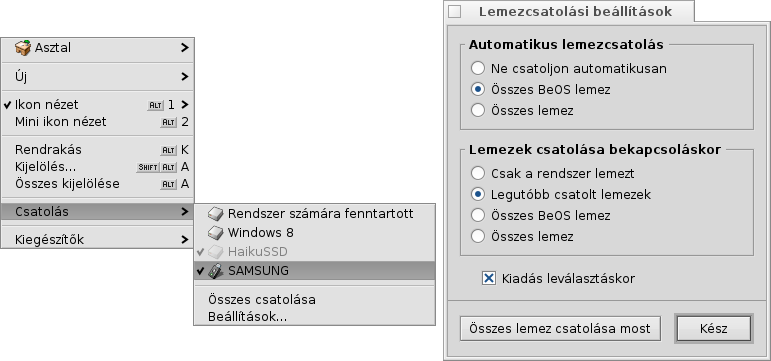 Asztal
Új
Ikon nézet ALT 1
Mini ikon nézet ALT 2
Rendrakás ALT K
Kijelölés... SHIFT ALT A
Összes kijelölése ALT A
Csatolás
Kiegészítők
Rendszer számára fenntartott
Windows 8
HaikuSSD
SAMSUNG
Összes csatolása
Beállítások...
Lemezcsatolási beállítások
Automatikus lemezcsatolás
Ne csatoljon automatikusan
Összes BeOS lemez
Összes lemez
Lemezek csatolása bekapcsoláskor
Csak a rendszer lemezt
Legutóbb csatolt lemezek
Összes BeOS lemez
Összes lemez
Kiadás leválasztáskor
Összes lemez csatolása most
Kész